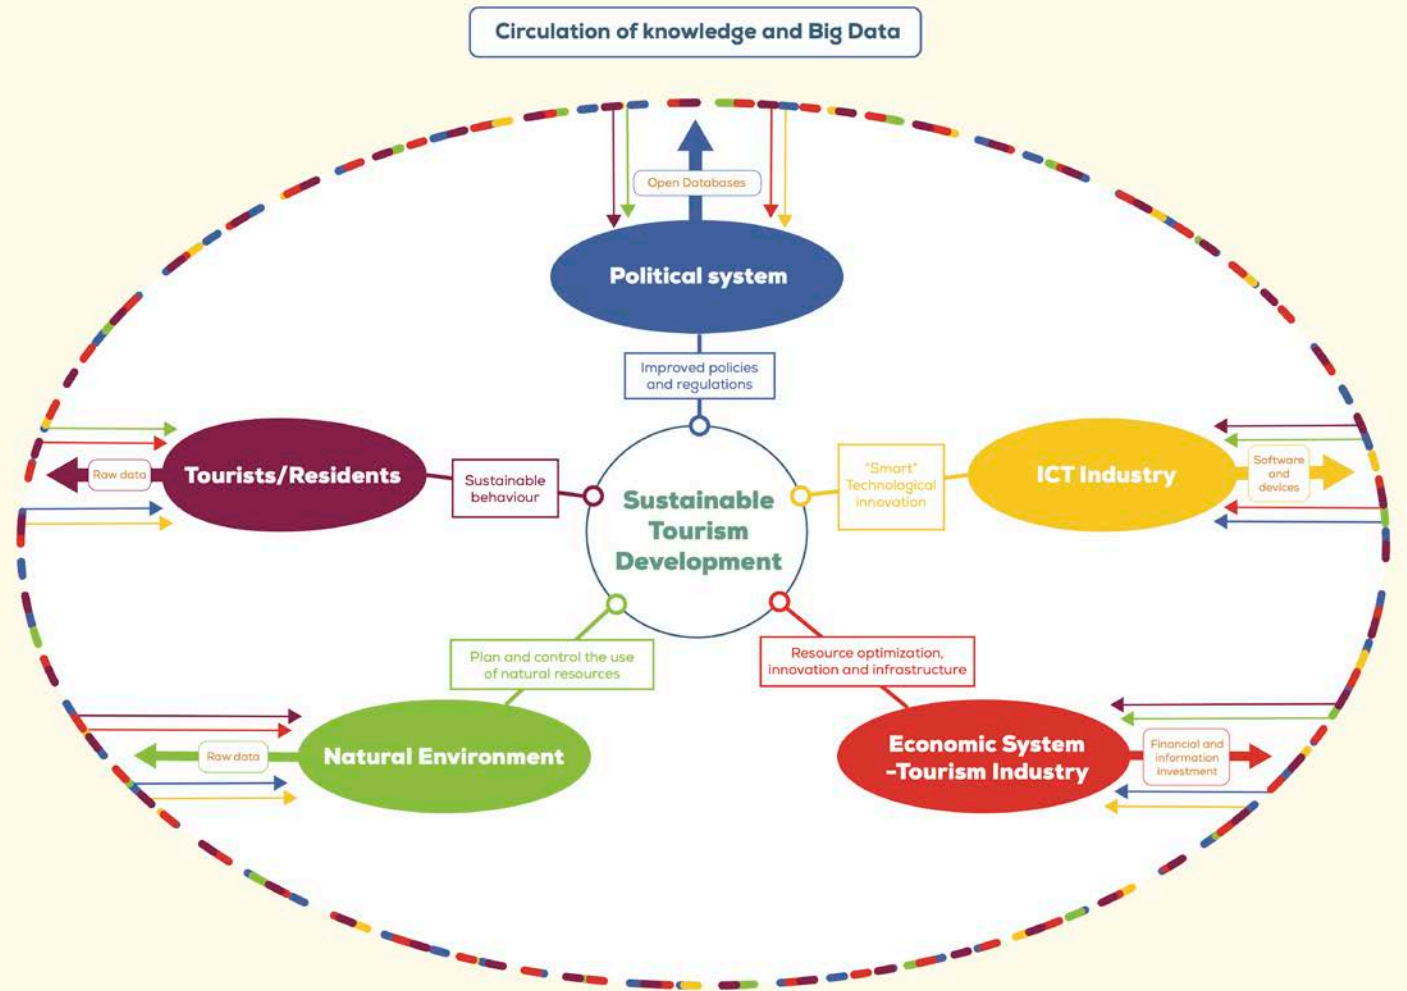 Circulation of knowledge and Big Data
Open Databases
Political system
Improved policies
and regulations
Raw data
Tourists/Residents
Sustainable
behaviour
Sustainable
Tourism
Development
"Smart"
Technological
innovation
ICT Industry
Software
and
devices
Plan and control the use
of natural resources
Resource optimization,
innovation and infrastructure
Raw data
Natural Environment
Economic System
-Tourism Industry
Financial and
information
investment